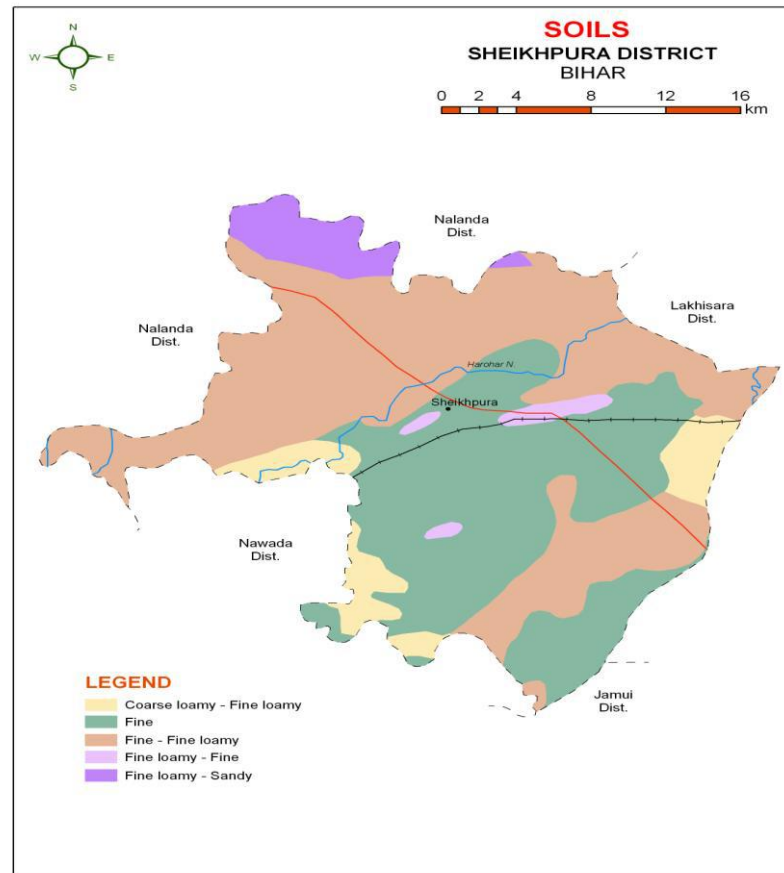 SOILS
SHEIKHPURA DISTRICT
BIHAR
N
W E
S
0 2 4 8 12 16
km
Nalanda
Dist.
Lakhisara
Dist.
Nalanda
Dist.
Harohar N.
Sheikhpura
Nawada
Dist.
Jamui
Dist.
LEGEND
Coarse loamy - Fine loamy
Fine
Fine - Fine loamy
Fine loamy - Fine
Fine loamy - Sandy